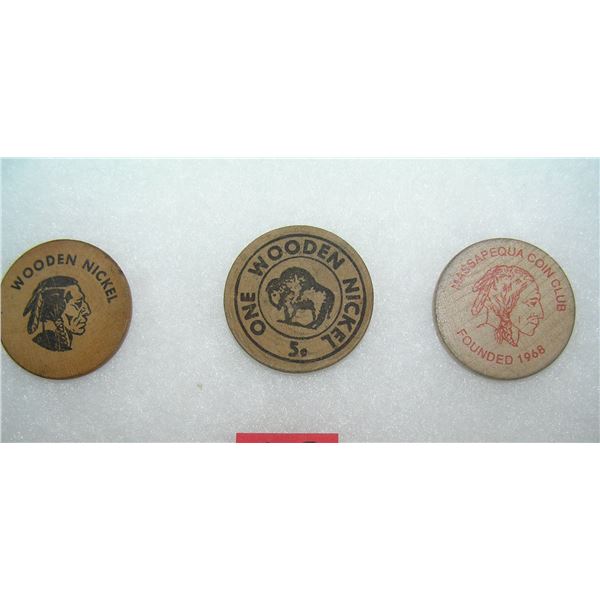 WOODEN NICKEL
ONE WOODEN NICKEL
5¢
MASSAPEQUA COIN CLUB
FOUNDED 1968